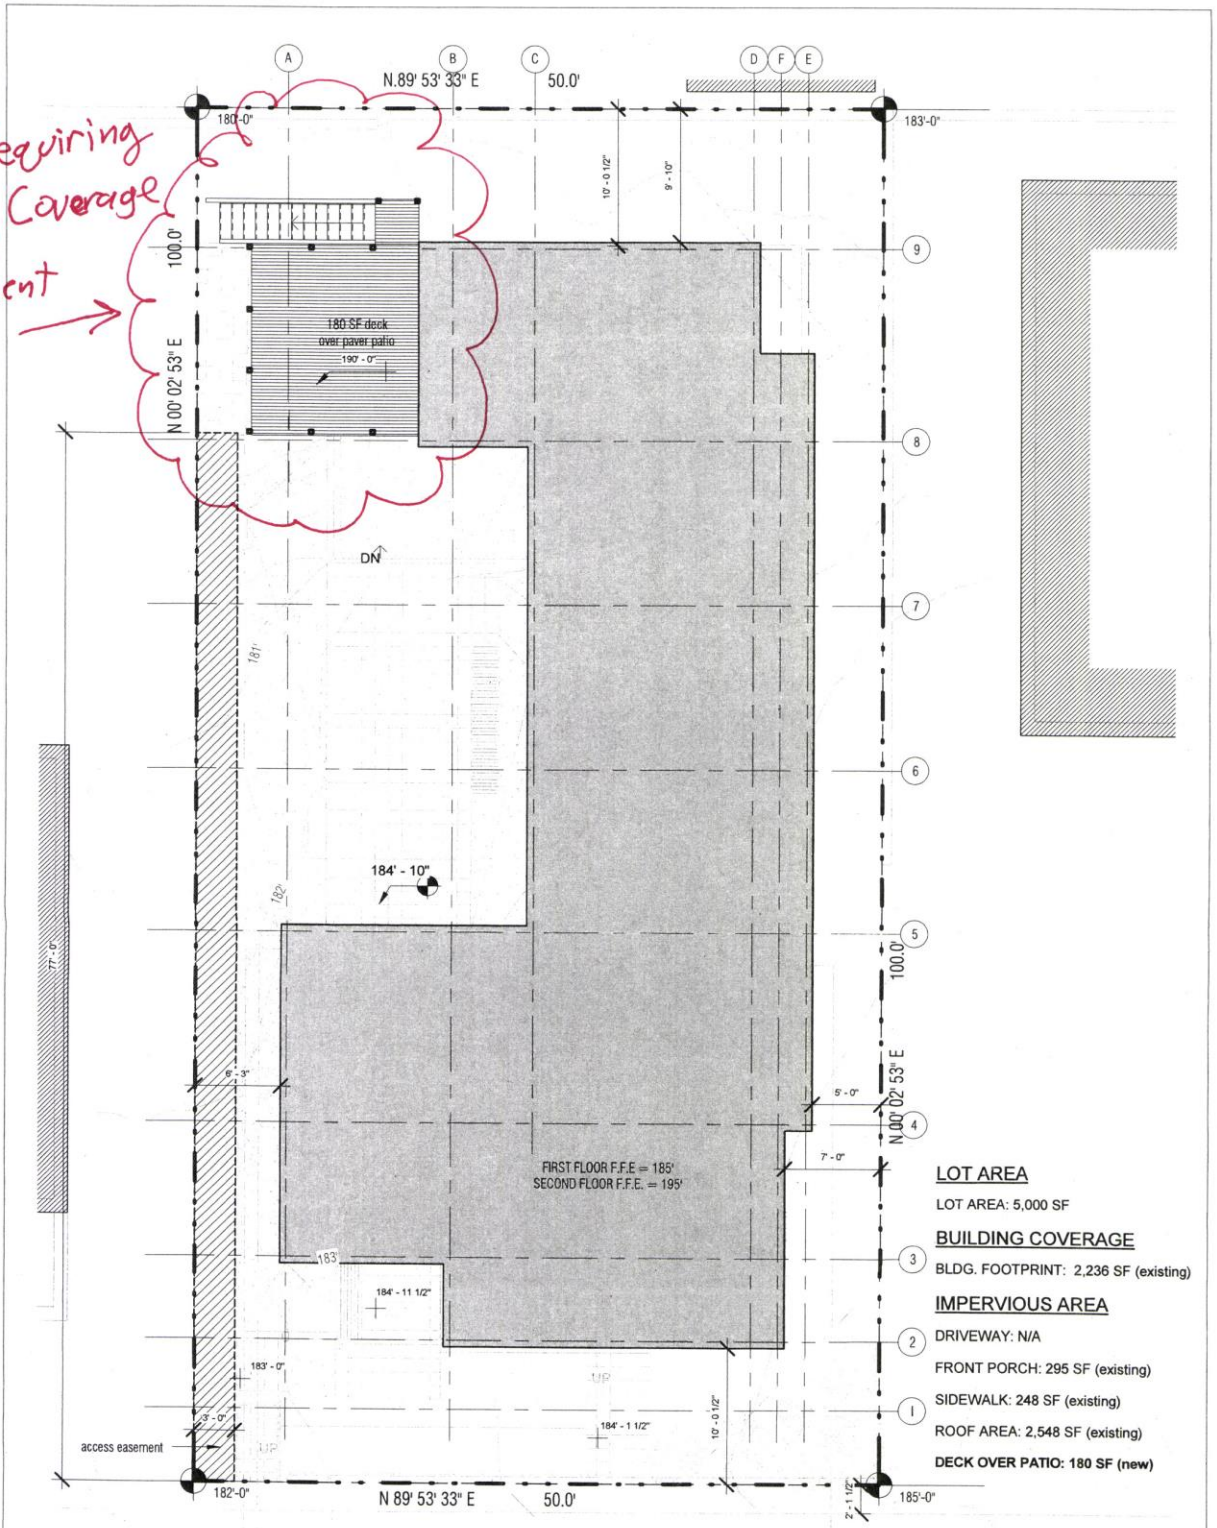 A
B
C
D
F
E
N.89' 53' 33" E
50.0'
180'-0"
183'-0"
equiring
Coverage
ent
10' - 0 1/2"
9' - 10"
100.0'
N 00' 02' 53" E
9
180 SF deck
over paver patio
190' - 0"
8
DN
7
181'
6
184' - 10"
182'
5
77' - 0"
100.0'
N 00' 02' 53" E
6' - 3"
5' - 0"
4
7' - 0"
FIRST FLOOR F.F.E = 185'
SECOND FLOOR F.F.E. = 195'
LOT AREA
LOT AREA: 5,000 SF
BUILDING COVERAGE
BLDG. FOOTPRINT: 2,236 SF (existing)
IMPERVIOUS AREA
DRIVEWAY: N/A
FRONT PORCH: 295 SF (existing)
SIDEWALK: 248 SF (existing)
ROOF AREA: 2,548 SF (existing)
DECK OVER PATIO: 180 SF (new)
183'
3
184' - 11 1/2"
2
183' - 0"
UP
10' - 0 1/2"
1
3' - 0"
184' - 1 1/2"
access easement
UP
182'-0"
N 89' 53' 33" E
50.0'
2' - 1 1/2"
185'-0"